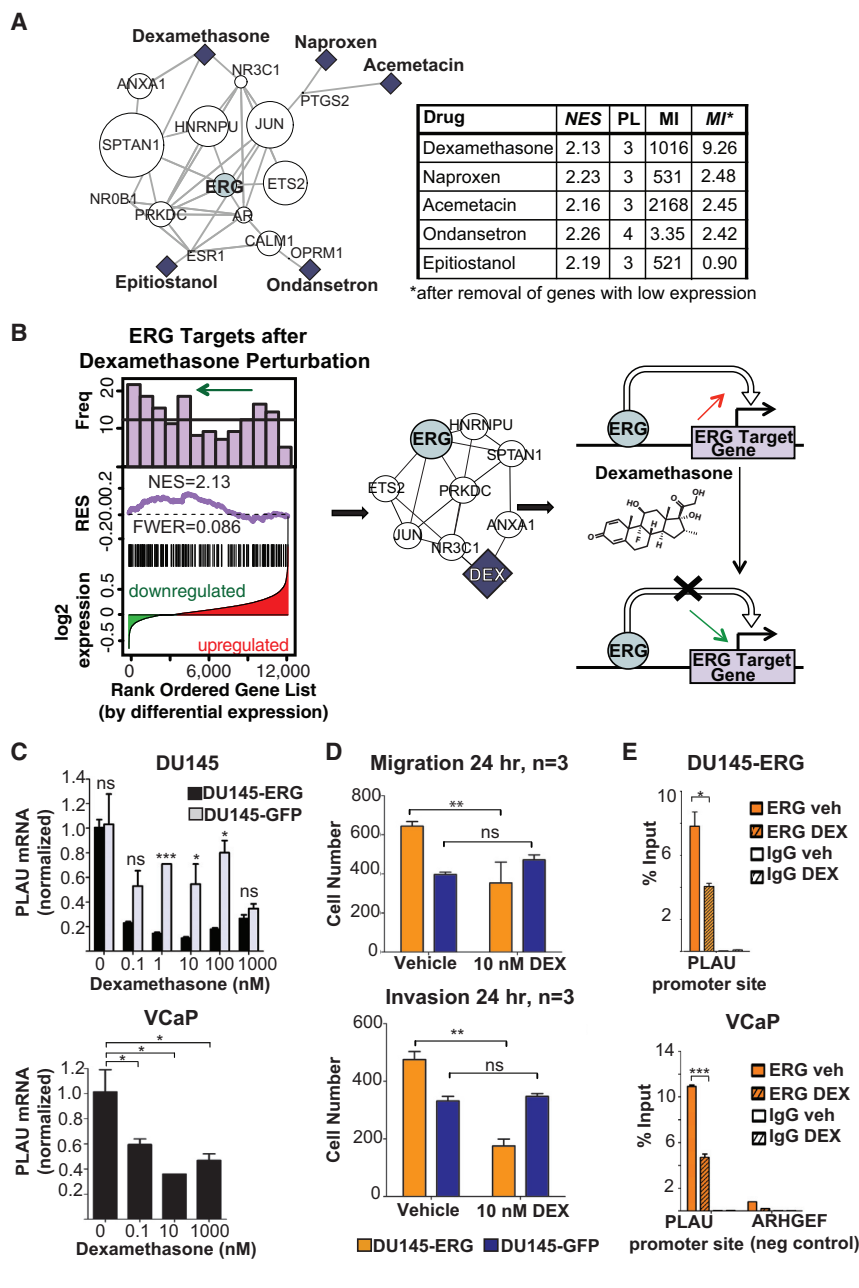 A
Dexamethasone
Naproxen
Acemetacin
ANXA1
NR3C1
PTGS2
SPTAN1
HNRNPU
JUN
ERG
ETS2
NR0B1
PRKDC
AR
CALM1
OPRM1
ESR1
Epitiostanol
Ondansetron
Drug NES PL MI MI*
Dexamethasone 2.13 3 1016 9.26
Naproxen 2.23 3 531 2.48
Acemetacin 2.16 3 2168 2.45
Ondansetron 2.26 4 3.35 2.42
Epitiostanol 2.19 3 521 0.90
*after removal of genes with low expression
B
ERG Targets after
Dexamethasone Perturbation
Freq
20
10
RES
-0.20.00.2
NES=2.13
FWER=0.086
log2
expression
0.5
0
-0.5
downregulated
upregulated
0 6,000 12,000
Rank Ordered Gene List
(by differential expression)
ERG
HNRNPU
SPTAN1
ETS2
PRKDC
JUN
NR3C1
ANXA1
DEX
ERG
ERG Target
Gene
Dexamethasone
O
HO
F
H
H
O
OH
OH
ERG
ERG Target
Gene
C
DU145
PLAU mRNA
(normalized)
1.4
1.2
1.0
0.8
0.6
0.4
0.2
DU145-ERG
DU145-GFP
ns
ns
***
*
*
ns
0 0.1 1 10 100 1000
Dexamethasone (nM)
VCaP
PLAU mRNA
(normalized)
1.2
1.0
0.8
0.6
0.4
0.2
*
*
*
0 0.1 10 1000
Dexamethasone (nM)
D
Migration 24 hr, n=3
Cell Number
800
600
400
200
0
**
ns
Vehicle 10 nM DEX
Invasion 24 hr, n=3
Cell Number
600
400
200
0
**
ns
Vehicle 10 nM DEX
DU145-ERG DU145-GFP
E
DU145-ERG
% Input
10
6
2
*
ERG veh
ERG DEX
IgG veh
IgG DEX
PLAU
promoter site
VCaP
% Input
14
10
6
2
***
ERG veh
ERG DEX
IgG veh
IgG DEX
PLAU ARHGEF
promoter site (neg control)